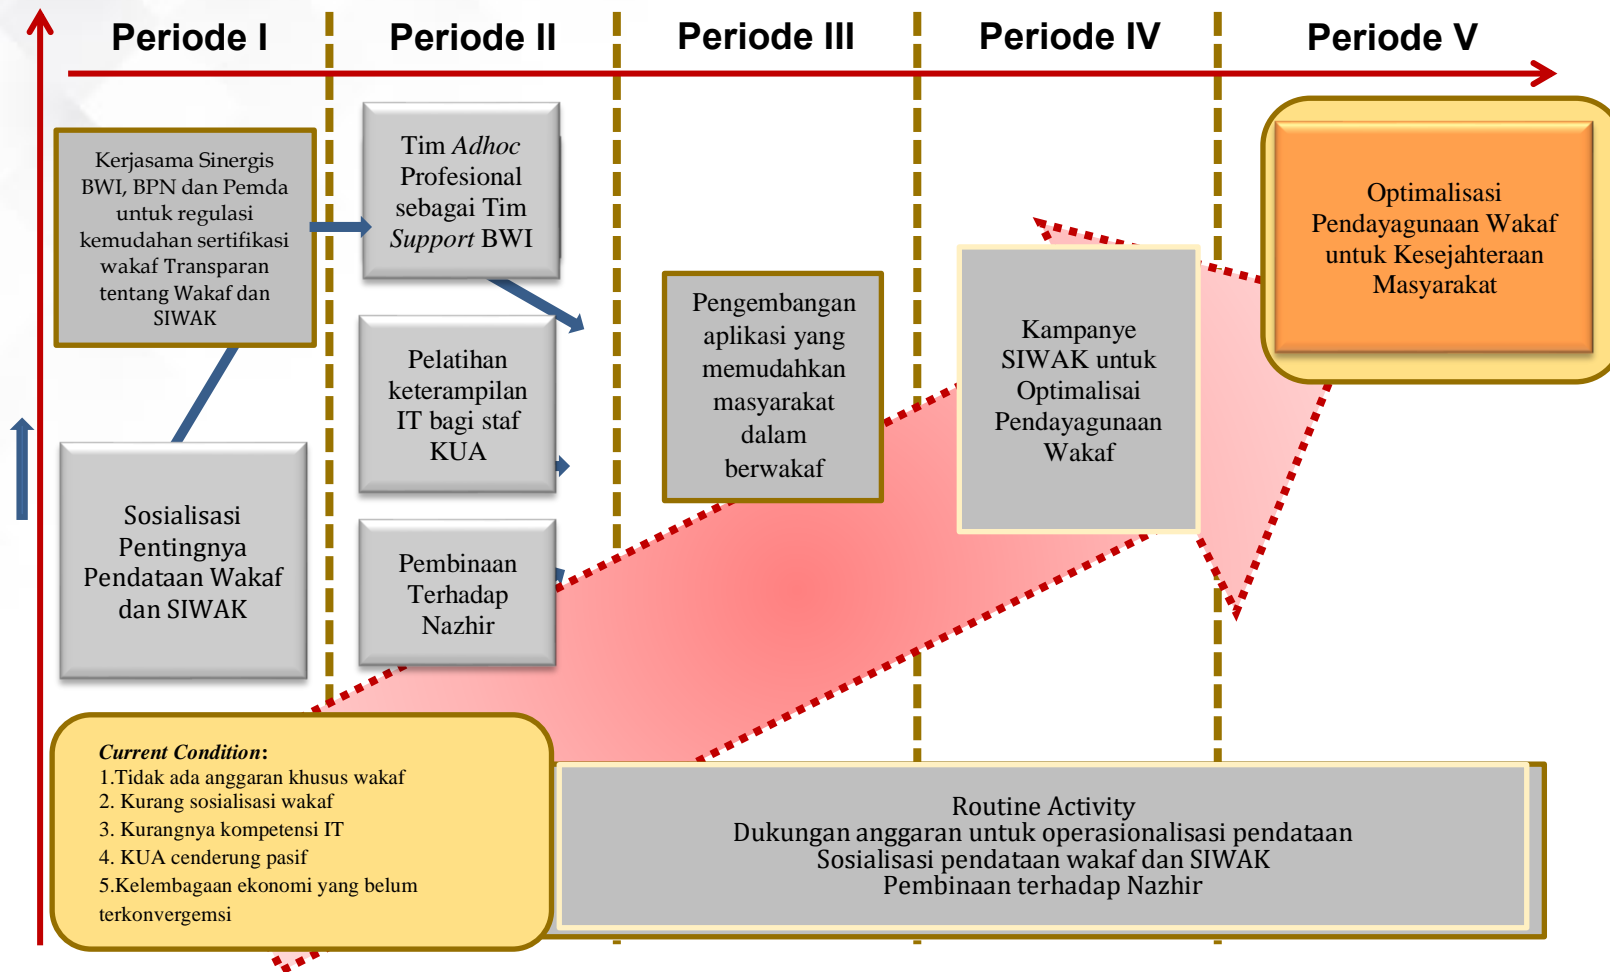 Periode I
Periode II
Periode III
Periode IV
Periode V
Kerjasama Sinergis
BWI, BPN dan Pemda
untuk regulasi
kemudahan sertifikasi
wakaf Transparan
tentang Wakaf dan
SIWAK
Sosialisasi
Pentingnya
Pendataan Wakaf
dan SIWAK
Tim Adhoc
Profesional
sebagai Tim
Support BWI
Pelatihan
keterampilan
IT bagi staf
KUA
Pembinaan
Terhadap
Nazhir
Pengembangan
aplikasi yang
memudahkan
masyarakat
dalam
berwakaf
Kampanye
SIWAK untuk
Optimalisai
Pendayagunaan
Wakaf
Optimalisasi
Pendayagunaan Wakaf
untuk Kesejahteraan
Masyarakat
Current Condition:
1.Tidak ada anggaran khusus wakaf
2. Kurang sosialisasi wakaf
3. Kurangnya kompetensi IT
4. KUA cenderung pasif
5.Kelembagaan ekonomi yang belum
terkonvergemsi
Routine Activity
Dukungan anggaran untuk operasionalisasi pendataan
Sosialisasi pendataan wakaf dan SIWAK
Pembinaan terhadap Nazhir